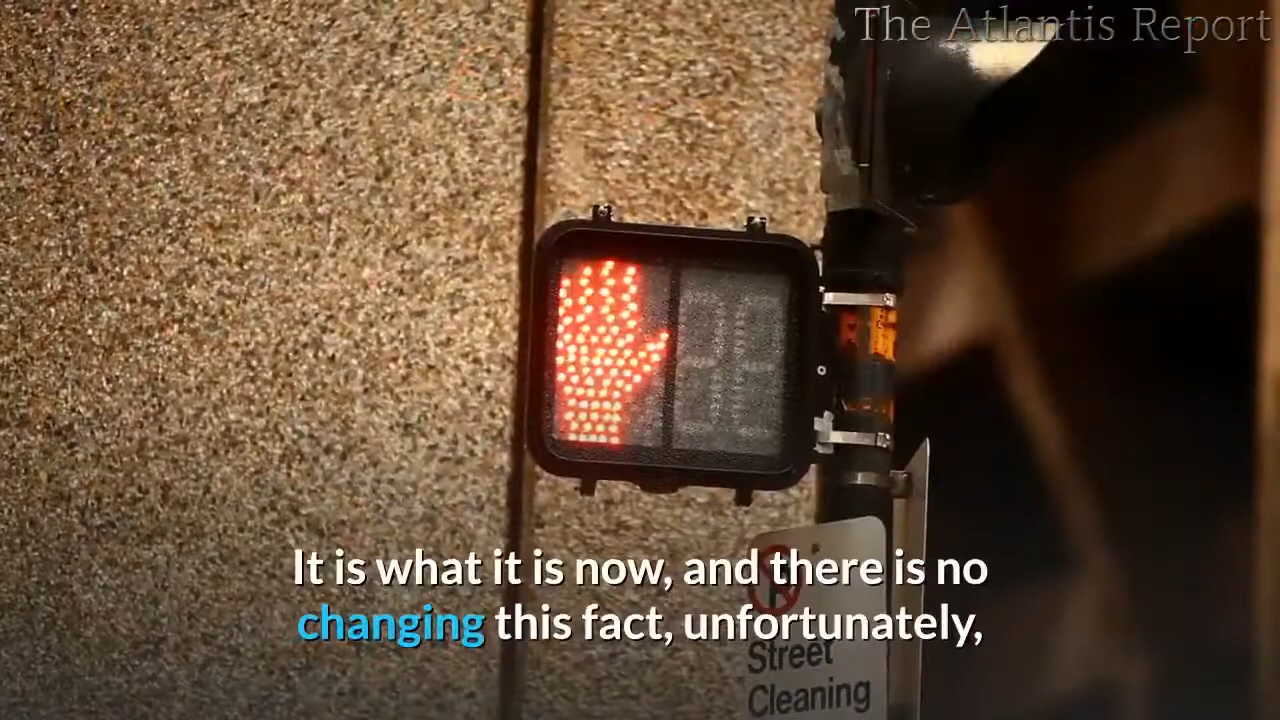 The Atlantis Report
It is what it is now, and there is no
changing this fact, unfortunately,
Street
Cleaning